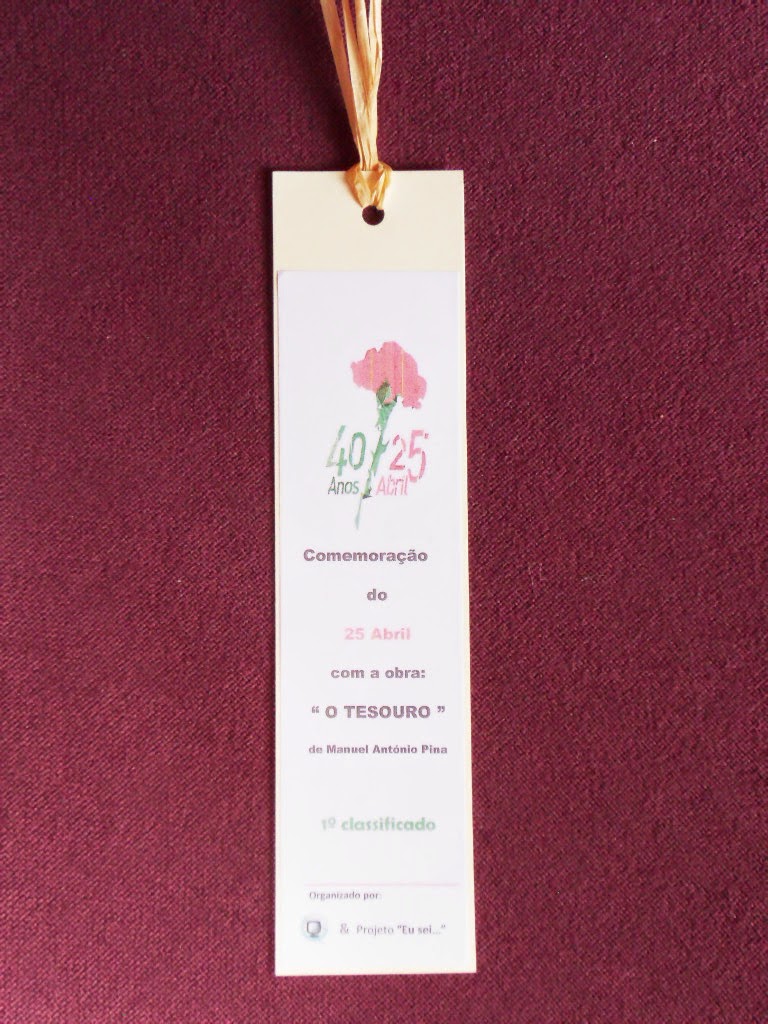 40 25
Anos Abril
Comemoração
do
25 Abril
com a obra:
“ O TESOURO ”
de Manuel António Pina
1º classificado
Organizado por:
& Projeto “Eu sei...”